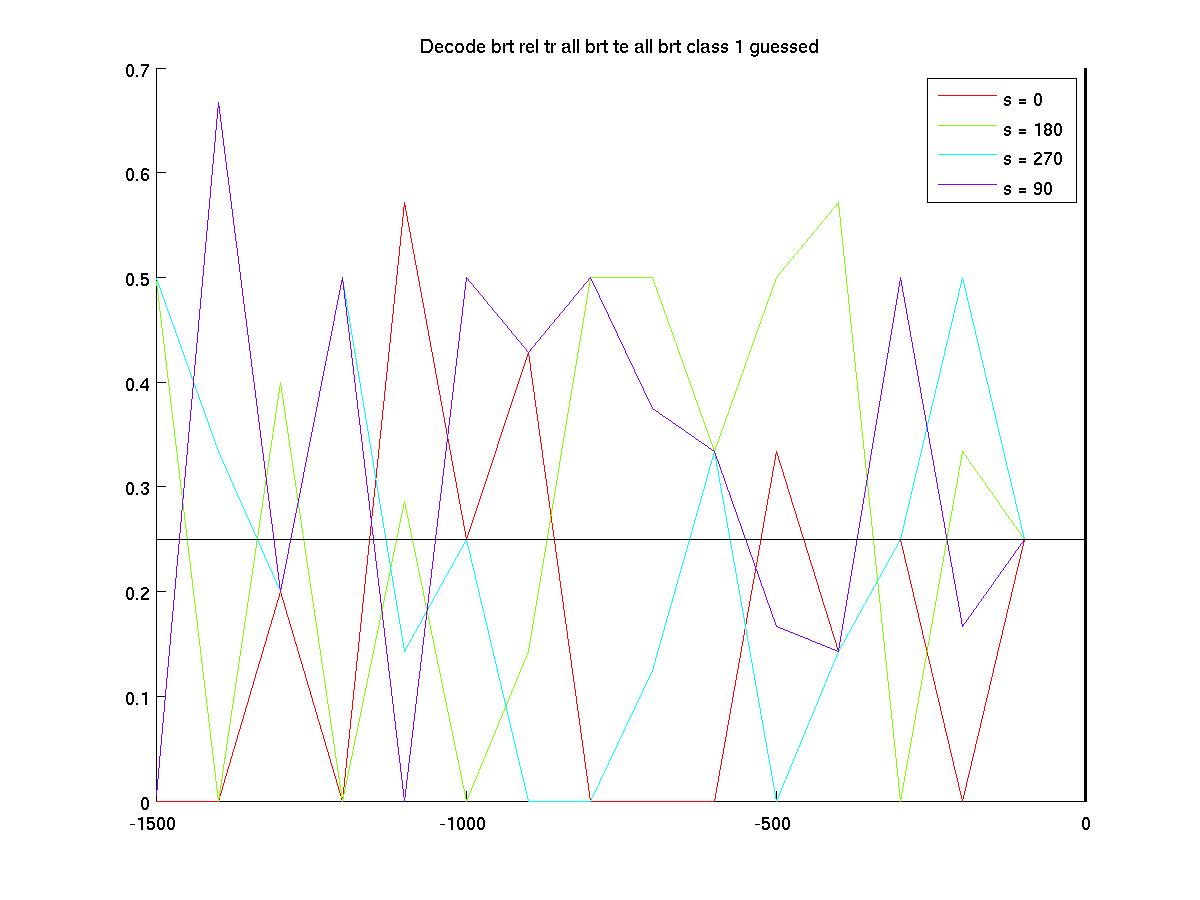 Decode brt rel tr all brt te all brt class 1 guessed
0.7
s = 0
s = 180
s = 270
s = 90
0.6
0.5
0.4
0.3
0.2
0.1
0
-1500
-1000
-500
0